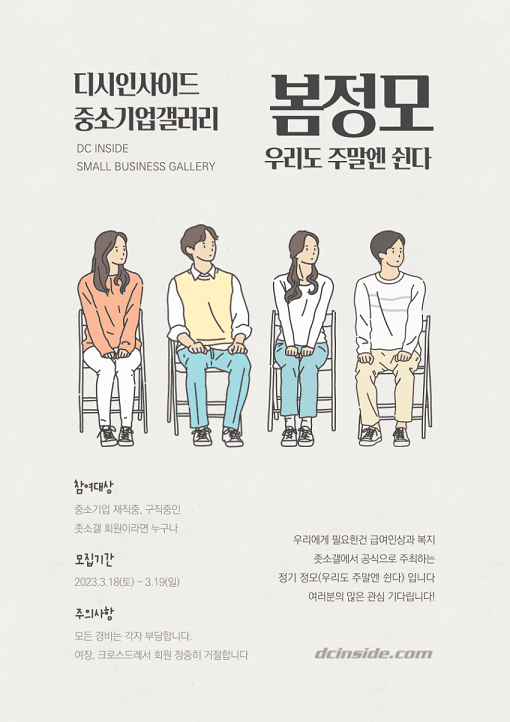 디시인사이드
중소기업갤러리
DC INSIDE
SMALL BUSINESS GALLERY
봄정모
우리도 주말엔 쉰다
참여대상
중소기업 재직중, 구직중인
좃소갤 회원이라면 누구나
모집기간
2023.3.18(토) – 3.19(일)
주의사항
모든 경비는 각자 부담합니다.
여장, 크로스드레서 회원 정중히 거절합니다
우리에게 필요한건 급여인상과 복지
좃소갤에서 공식으로 주최하는
정기 정모(우리도 주말엔 쉰다) 입니다
여러분의 많은 관심 기다립니다!
dcinside.com